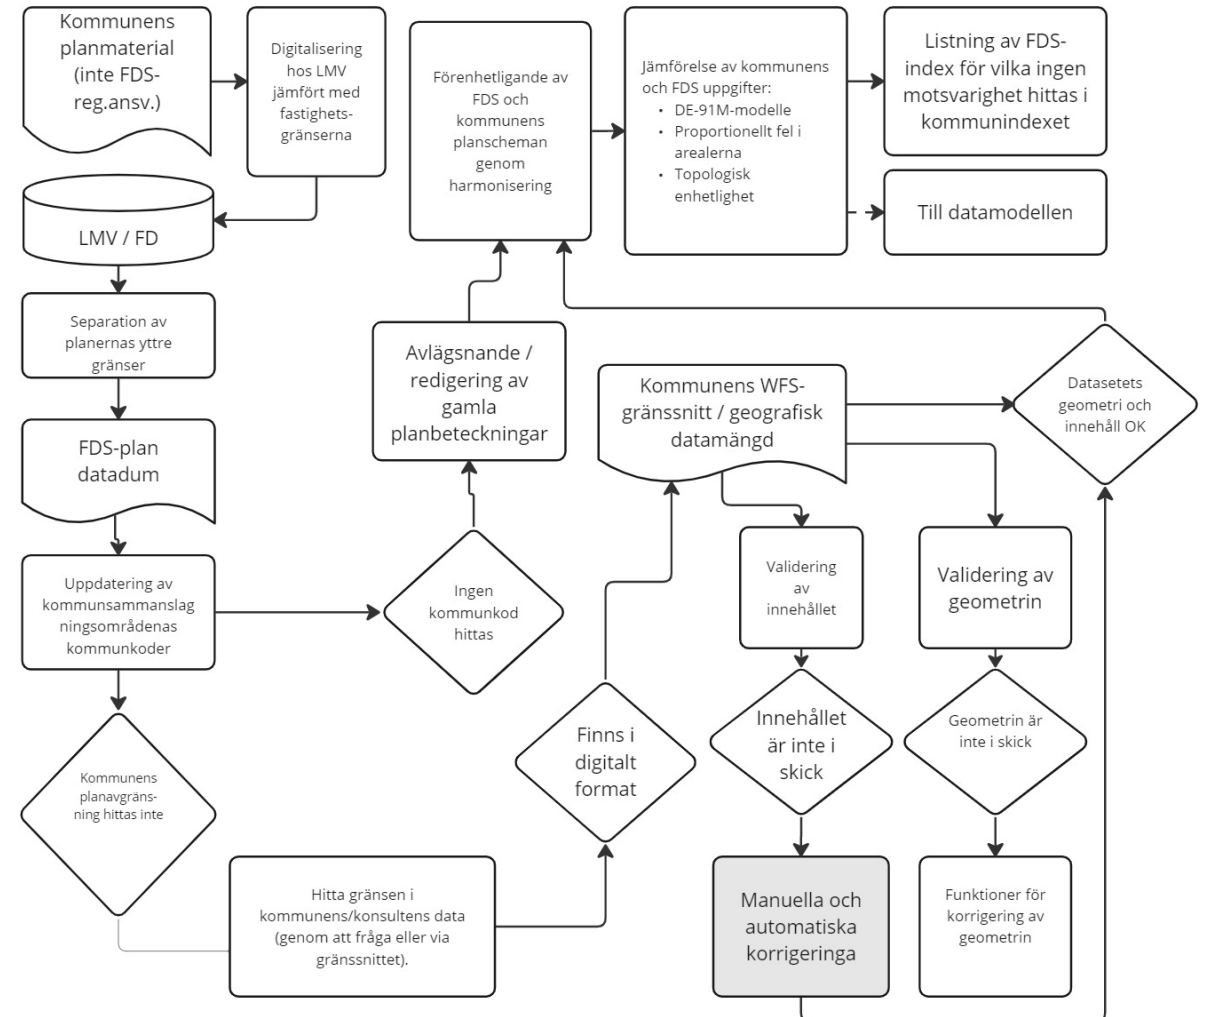 Kommunens
planmaterial
(inte FDS-
reg.ansv.)
Digitalisering
hos LMV
jämfört med
fastighets-
gränserna
Förenhetligande av
FDS och
kommunens
planscheman
genom
harmonisering
Jämförelse av kommunens
och FDS uppgifter:
• DE-91M-modelle
• Proportionellt fel i
arealerna
• Topologisk
enhetlighet
Listning av FDS-
index för vilka ingen
motsvarighet hittas i
kommunindexet
Till datamodellen
LMV / FD
Separation av
planernas yttre
gränser
FDS-plan
datadum
Uppdatering av
kommunsammanslag
ningsområdenas
kommunkoder
Avlägsnande /
redigering av
gamla
planbeteckningar
Ingen
kommunkod
hittas
Kommunens WFS-
gränssnitt / geografisk
datamängd
Datasetets
geometri och
innehåll OK
Validering
av
innehållet
Validering av
geometrin
Kommunens
planavgräns-
ning hittas inte
Finns i
digitalt
format
Innehållet
är inte i
skick
Geometrin är
inte i skick
Hitta gränsen i
kommunens/konsultens data
(genom att fråga eller via
gränssnittet).
Manuella och
automatiska
korrigeringa
Funktioner för
korrigering av
geometrin